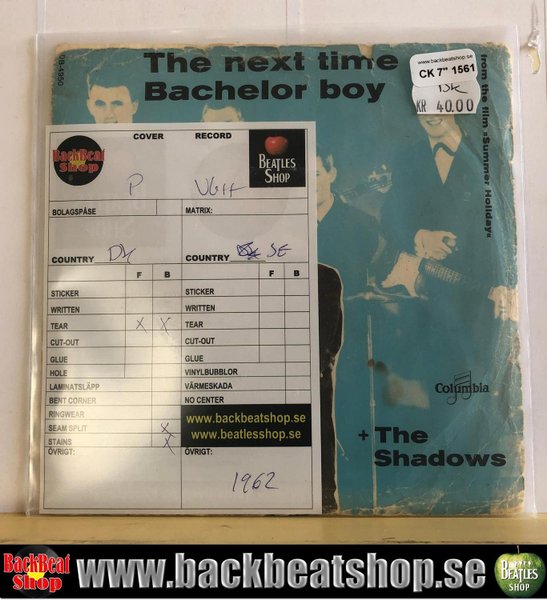 The next time
Bachelor boy
DB-4950
from the film »Summer Holiday«
www.backbeatshop.se
CK 7" 1561
DK
KR 40.00
COVER RECORD
BackBeat
Shop
BEATLES
SHOP
P VG++
BOLAGSPÅSE MATRIX:
COUNTRY DK COUNTRY SE
F B F B
STICKER STICKER
WRITTEN WRITTEN
TEAR X X TEAR
CUT-OUT CUT-OUT
GLUE GLUE
HOLE VINYLBUBBLOR
LAMINATSLÄPP VÄRMESKADA
BENT CORNER NO CENTER
RINGWEAR
SEAM SPLIT X
STAINS X
www.backbeatshop.se
www.beatlesshop.se
ÖVRIGT: ÖVRIGT:
1962
Columbia
+ The
Shadows
BackBeat
Shop
www.backbeatshop.se
BEATLES
SHOP